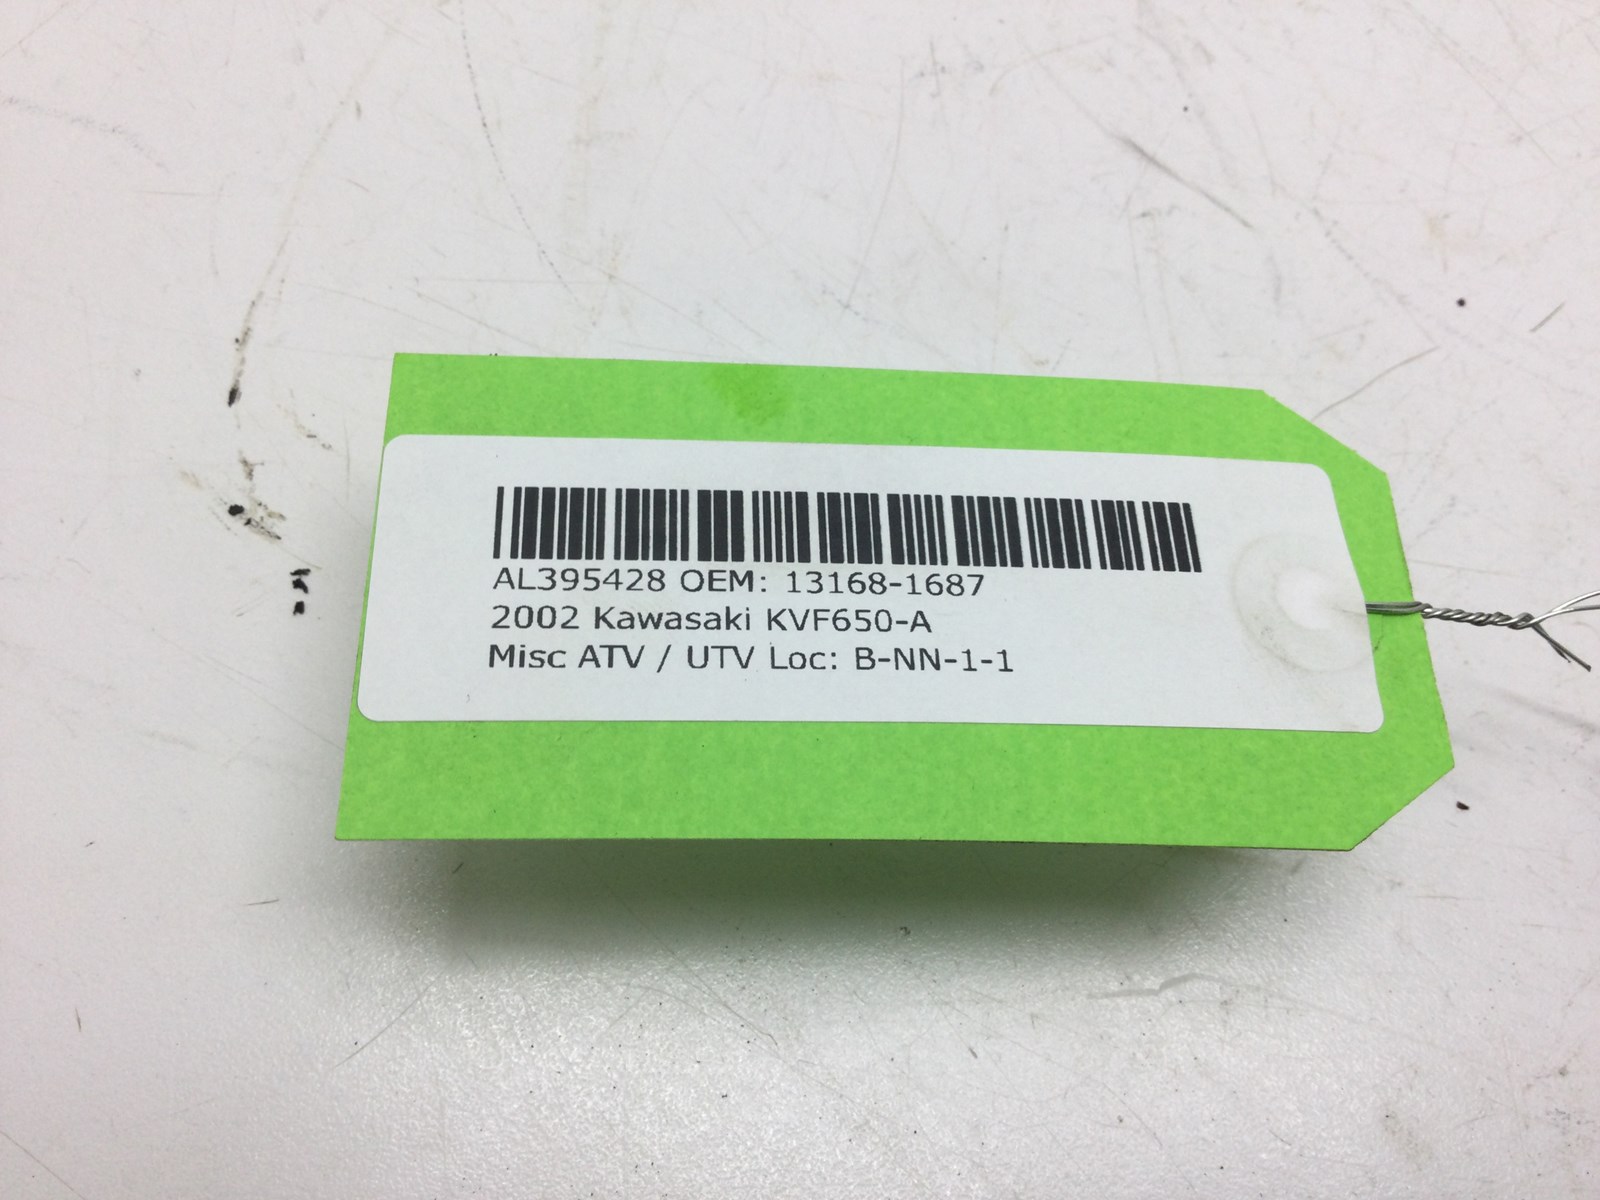 AL395428 OEM: 13168-1687
2002 Kawasaki KVF650-A
Misc ATV / UTV Loc: B-NN-1-1